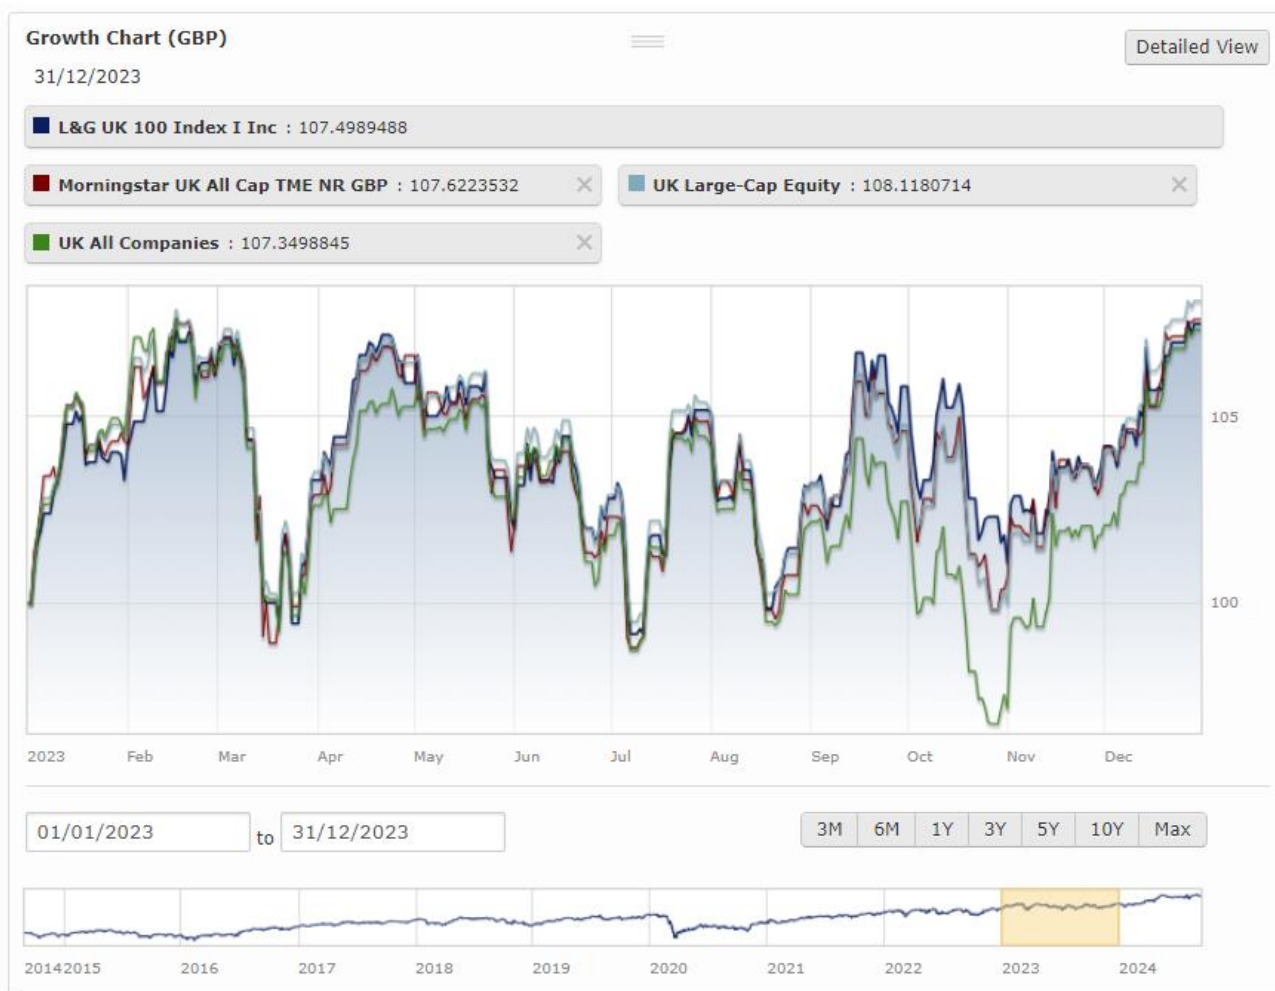 Growth Chart (GBP)
Detailed View
31/12/2023
L&G UK 100 Index I Inc : 107.4989488
Morningstar UK All Cap TME NR GBP : 107.6223532
UK Large-Cap Equity : 108.1180714
UK All Companies : 107.3498845
105
100
2023 Feb Mar Apr May Jun Jul Aug Sep Oct Nov Dec
01/01/2023 to 31/12/2023
3M 6M 1Y 3Y 5Y 10Y Max
2014 2015 2016 2017 2018 2019 2020 2021 2022 2023 2024